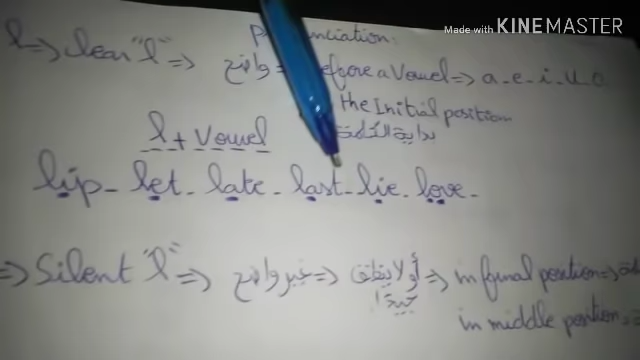 Made with KINEMASTER
Pronunciation:
l => clear "l" => واضح => before a Vowel => a - e - i - u - o
the Initial position
بداية الكلمة
l + Vowel
lip - let - late - last - lie - love -
=> Silent "l" => غير واضح => أو لا ينطق => in final position =>
جيدا
in middle position =